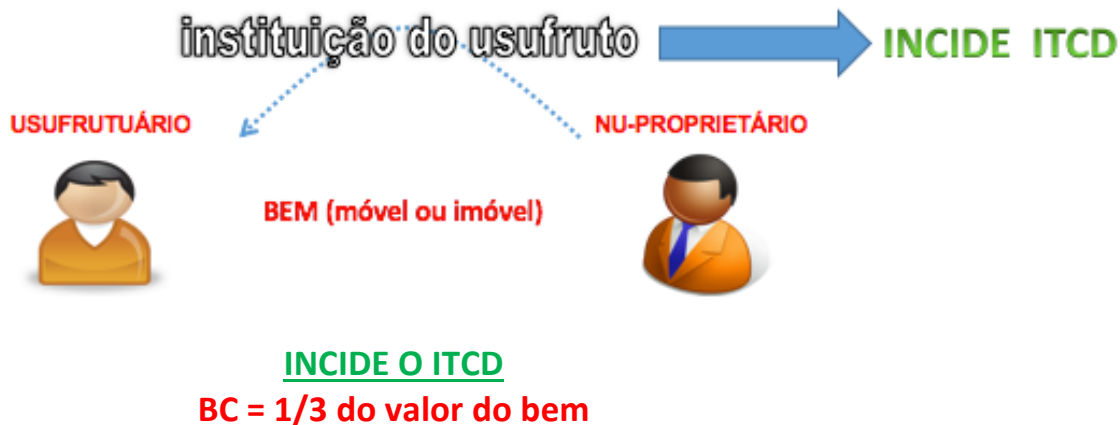 instituição do usufruto INCIDE ITCD
USUFRUTUÁRIO NU-PROPRIETÁRIO
BEM (móvel ou imóvel)
INCIDE O ITCD
BC = 1/3 do valor do bem